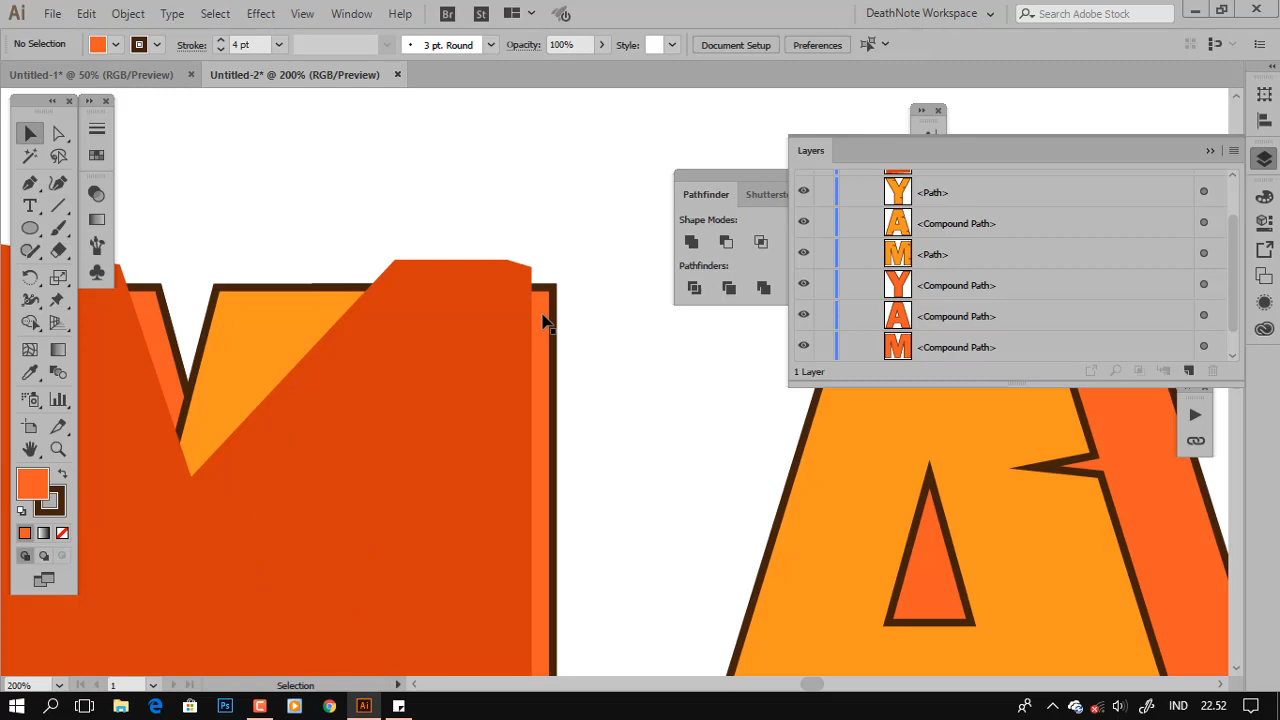 Ai File Edit Object Type Select Effect View Window Help Br St DeathNote Workspace Search Adobe Stock
No Selection Stroke: 4 pt 3 pt. Round Opacity: 100% Style: Document Setup Preferences
Untitled-1* @ 50% (RGB/Preview) × Untitled-2* @ 200% (RGB/Preview) ×
Layers
Pathfinder Shutterst
Shape Modes:
Pathfinders:
Y <Path>
A <Compound Path>
M <Path>
Y <Compound Path>
A <Compound Path>
M <Compound Path>
1 Layer
200% 1 Selection
Ps Ai IND 22.52